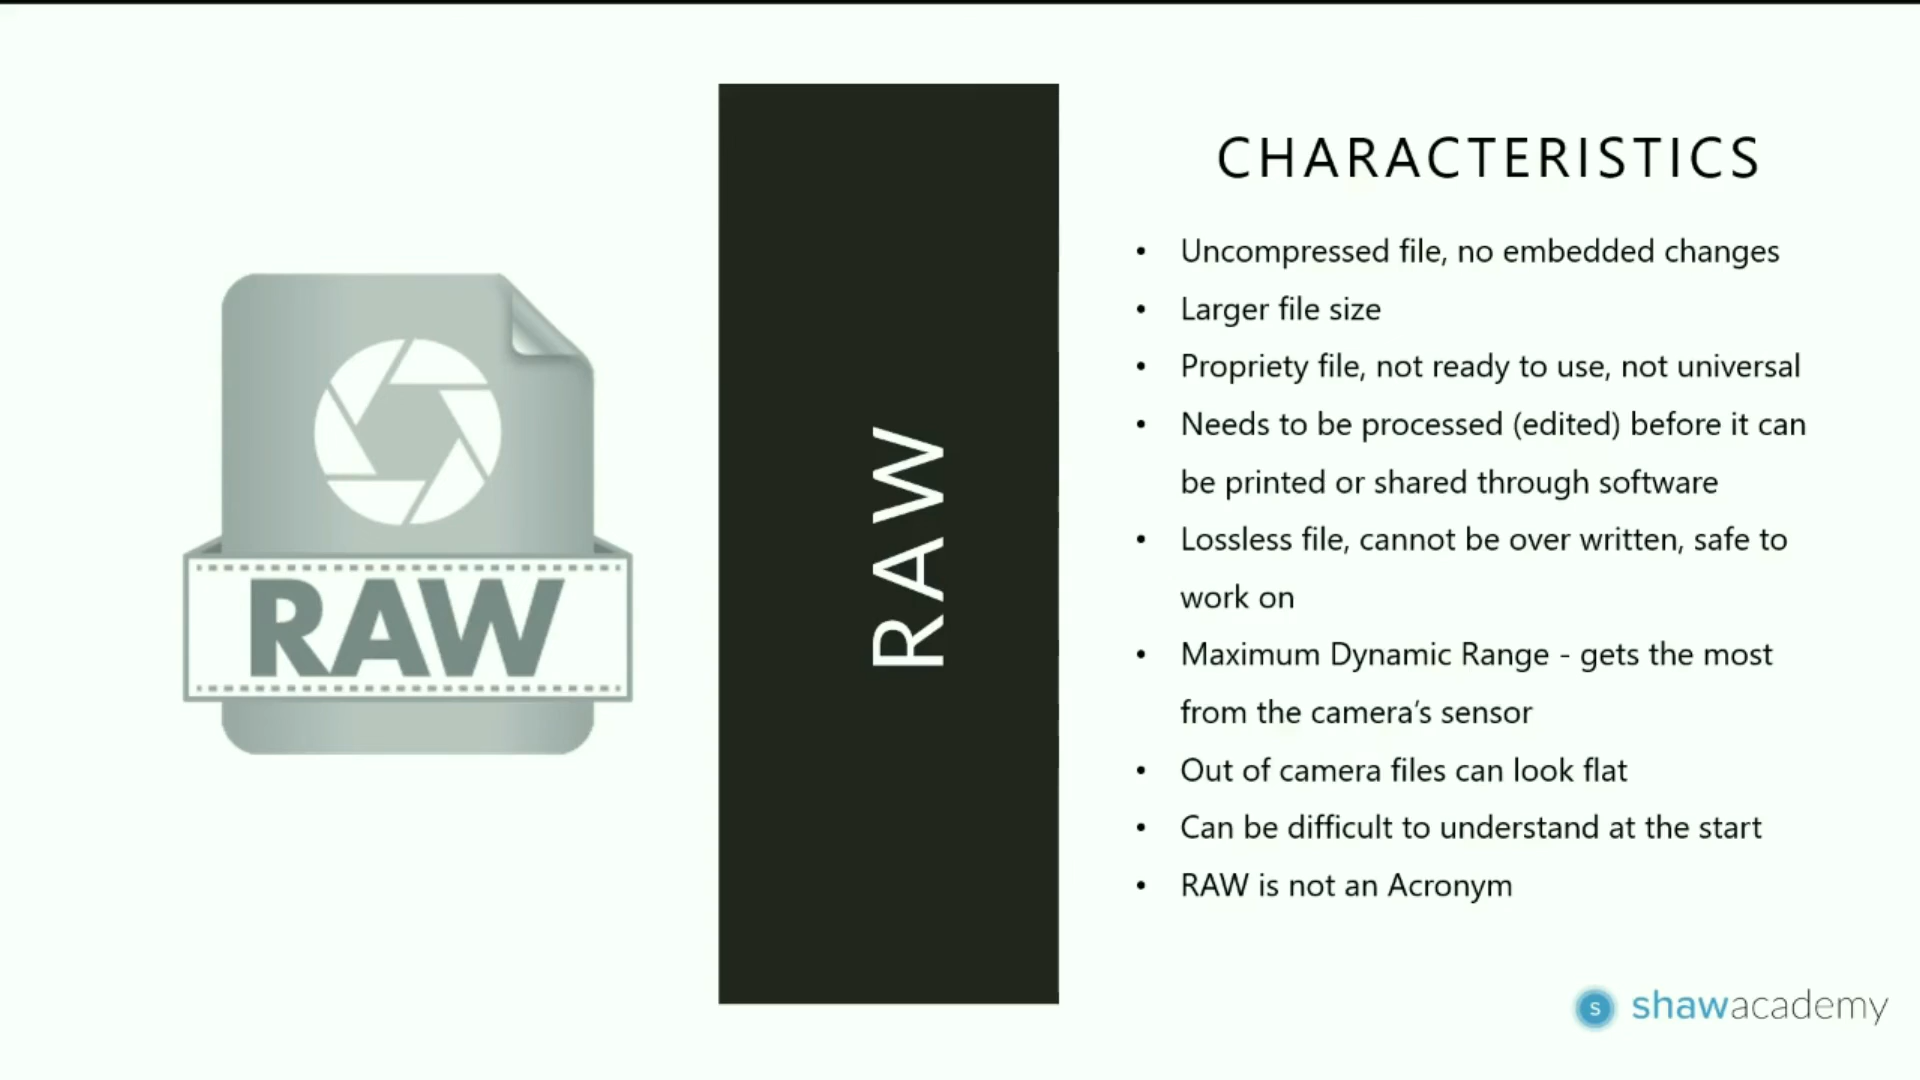 RAW
RAW
CHARACTERISTICS
• Uncompressed file, no embedded changes
• Larger file size
• Propriety file, not ready to use, not universal
• Needs to be processed (edited) before it can
be printed or shared through software
• Lossless file, cannot be over written, safe to
work on
• Maximum Dynamic Range - gets the most
from the camera's sensor
• Out of camera files can look flat
• Can be difficult to understand at the start
• RAW is not an Acronym
s shawacademy